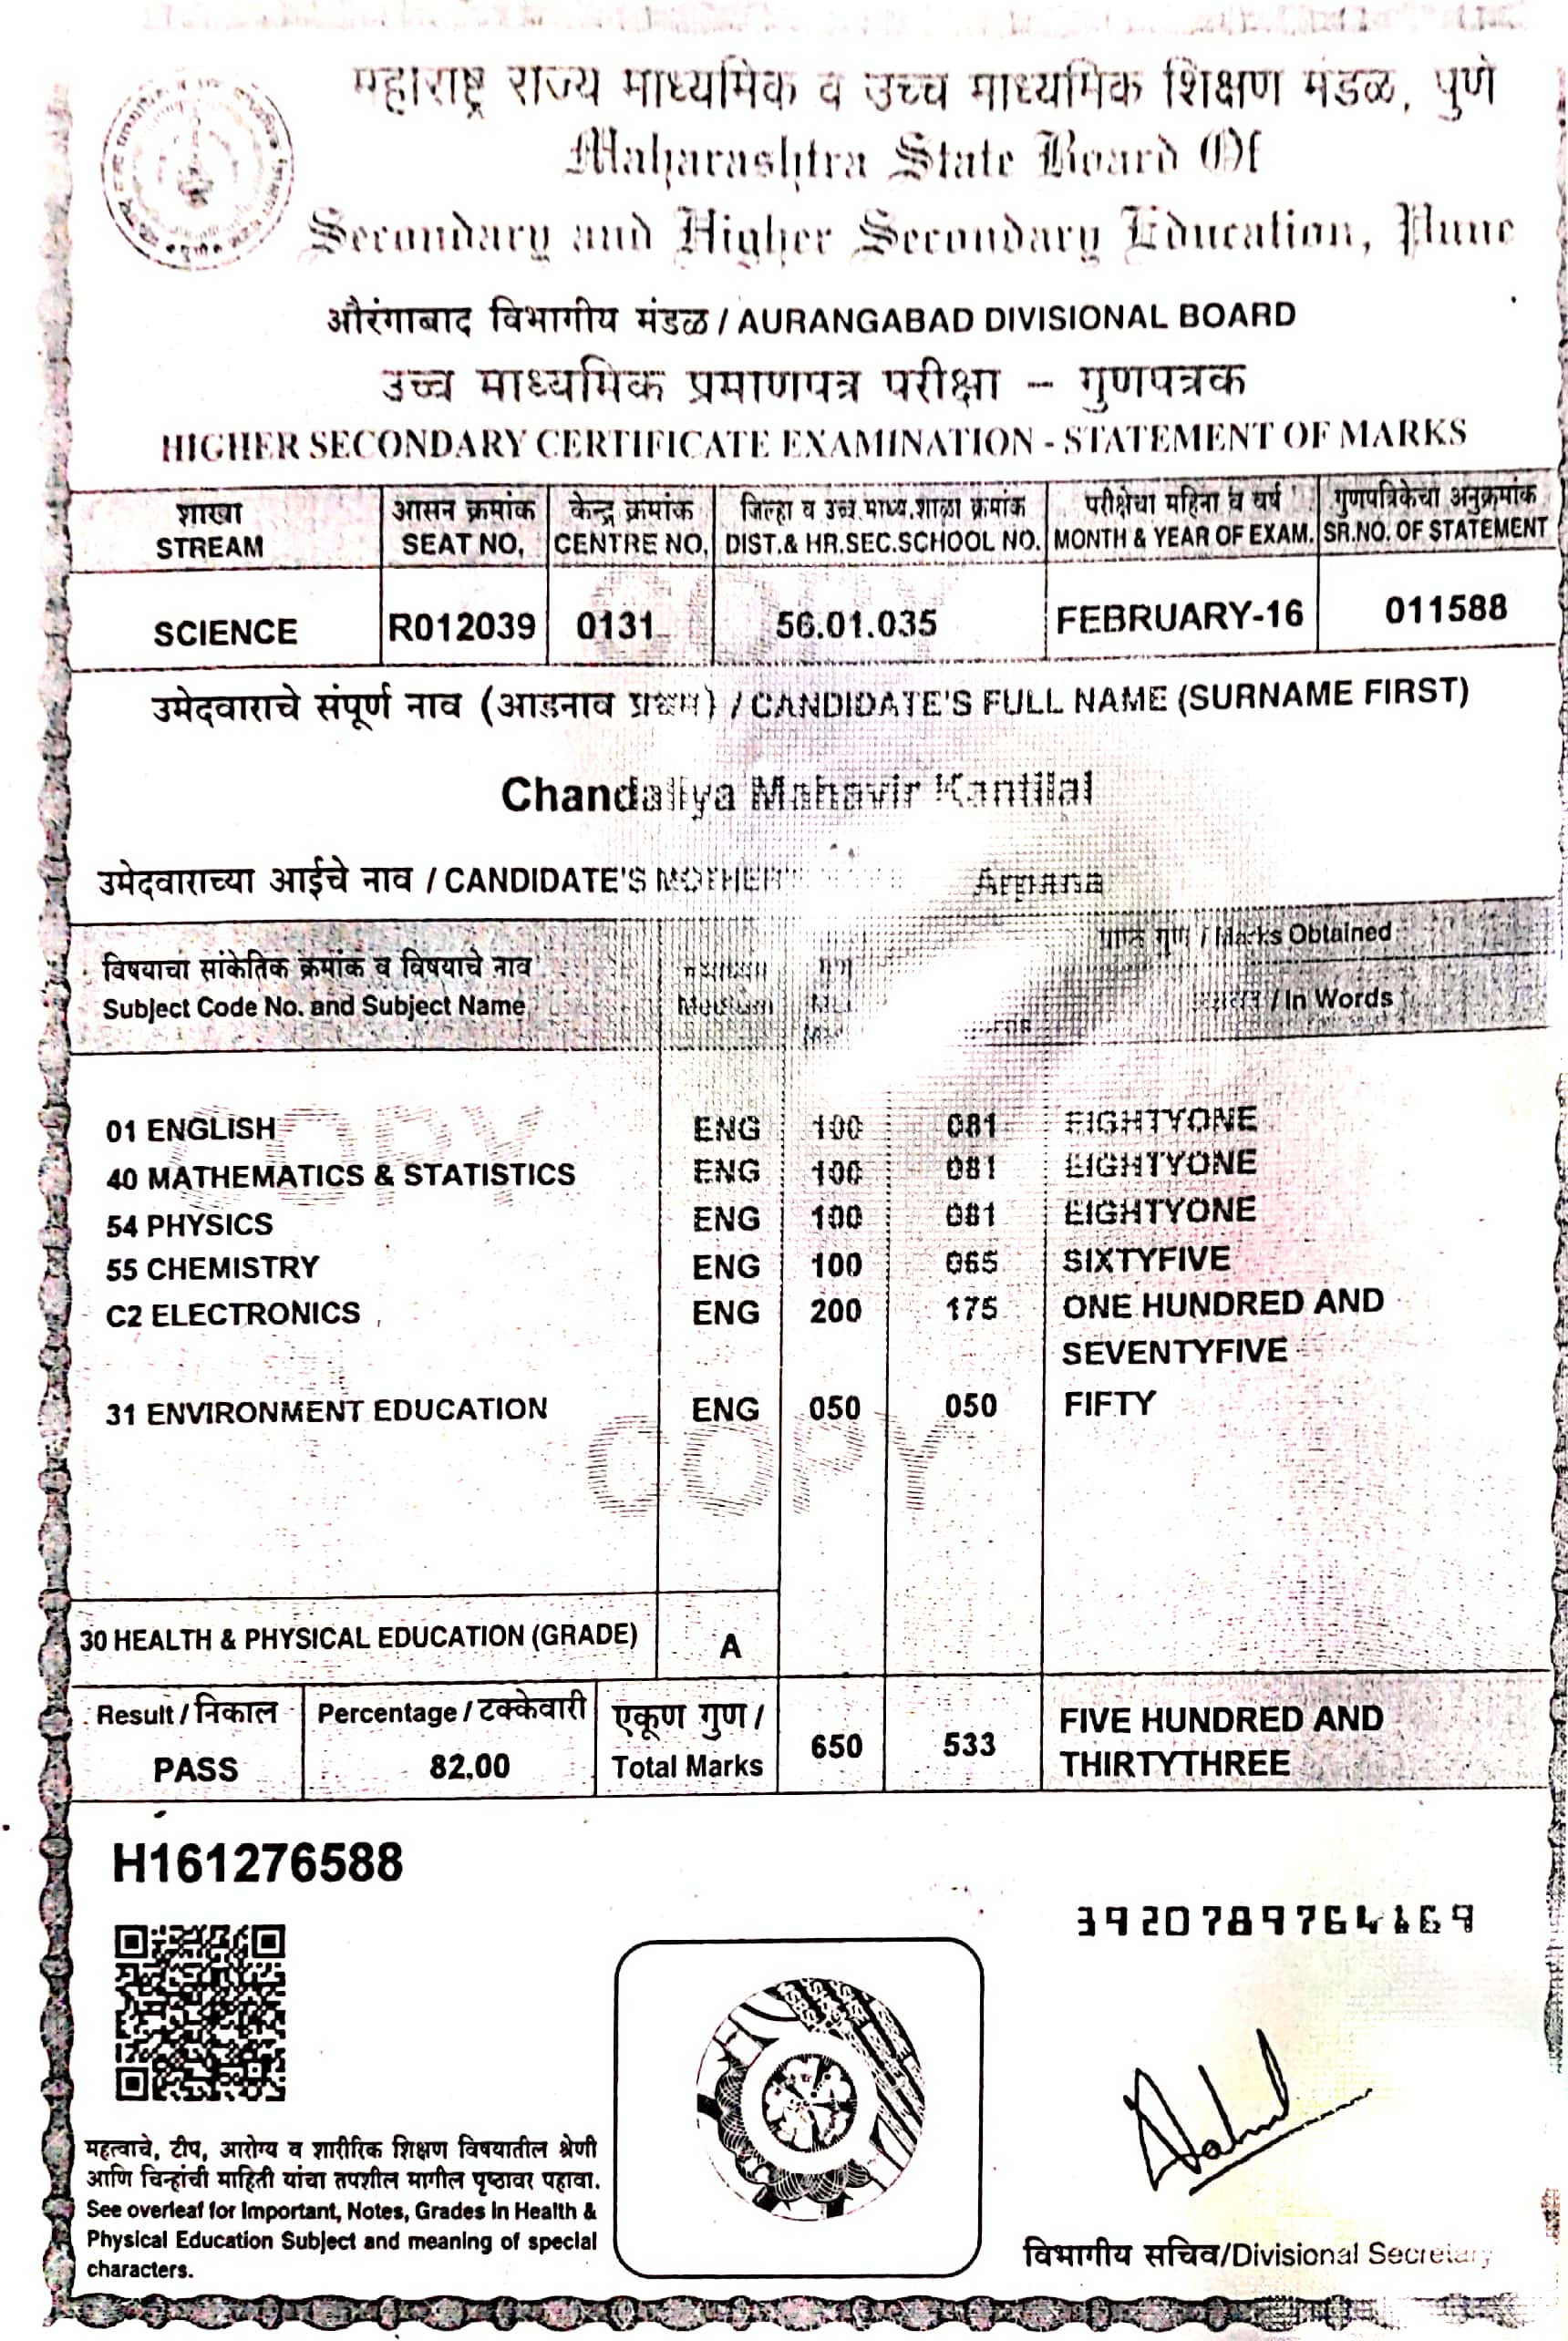 महाराष्ट्र राज्य माध्यमिक व उच्च माध्यमिक शिक्षण मंडळ, पुणे
Maharashtra State Board Of
Secondary and Higher Secondary Education, Pune
औरंगाबाद विभागीय मंडळ / AURANGABAD DIVISIONAL BOARD
उच्च माध्यमिक प्रमाणपत्र परीक्षा – गुणपत्रक
HIGHER SECONDARY CERTIFICATE EXAMINATION - STATEMENT OF MARKS
शाखा आसन क्रमांक केन्द्र क्रमांक जिल्हा व उच्च माध्य.शाळा क्रमांक परीक्षेचा महिना व वर्ष गुणपत्रिकेचा अनुक्रमांक
STREAM SEAT NO. CENTRE NO. DIST.& HR.SEC.SCHOOL NO. MONTH & YEAR OF EXAM. SR.NO. OF STATEMENT
SCIENCE R012039 0131 56.01.035 FEBRUARY-16 011588
उमेदवाराचे संपूर्ण नाव (आडनाव प्रथम) / CANDIDATE'S FULL NAME (SURNAME FIRST)
Chandaliya Mahavir Kantilal
उमेदवाराच्या आईचे नाव / CANDIDATE'S MOTHER'S
विषयाचा सांकेतिक क्रमांक व विषयाचे नाव गुण / Marks Obtained
Subject Code No. and Subject Name Medium / In Words
01 ENGLISH ENG 100 081 EIGHTYONE
40 MATHEMATICS & STATISTICS ENG 100 081 EIGHTYONE
54 PHYSICS ENG 100 081 EIGHTYONE
55 CHEMISTRY ENG 100 065 SIXTYFIVE
C2 ELECTRONICS ENG 200 175 ONE HUNDRED AND
SEVENTYFIVE
31 ENVIRONMENT EDUCATION ENG 050 050 FIFTY
COPY
30 HEALTH & PHYSICAL EDUCATION (GRADE) A
Result / निकाल Percentage / टक्केवारी एकूण गुण / 650 533 FIVE HUNDRED AND
PASS 82.00 Total Marks THIRTYTHREE
H161276588
महत्वाचे, टीप, आरोग्य व शारीरिक शिक्षण विषयातील श्रेणी
आणि चिन्हांची माहिती यांचा तपशील मागील पृष्ठावर पहावा.
See overleaf for Important, Notes, Grades in Health &
Physical Education Subject and meaning of special
characters.
विभागीय सचिव/Divisional Secretary